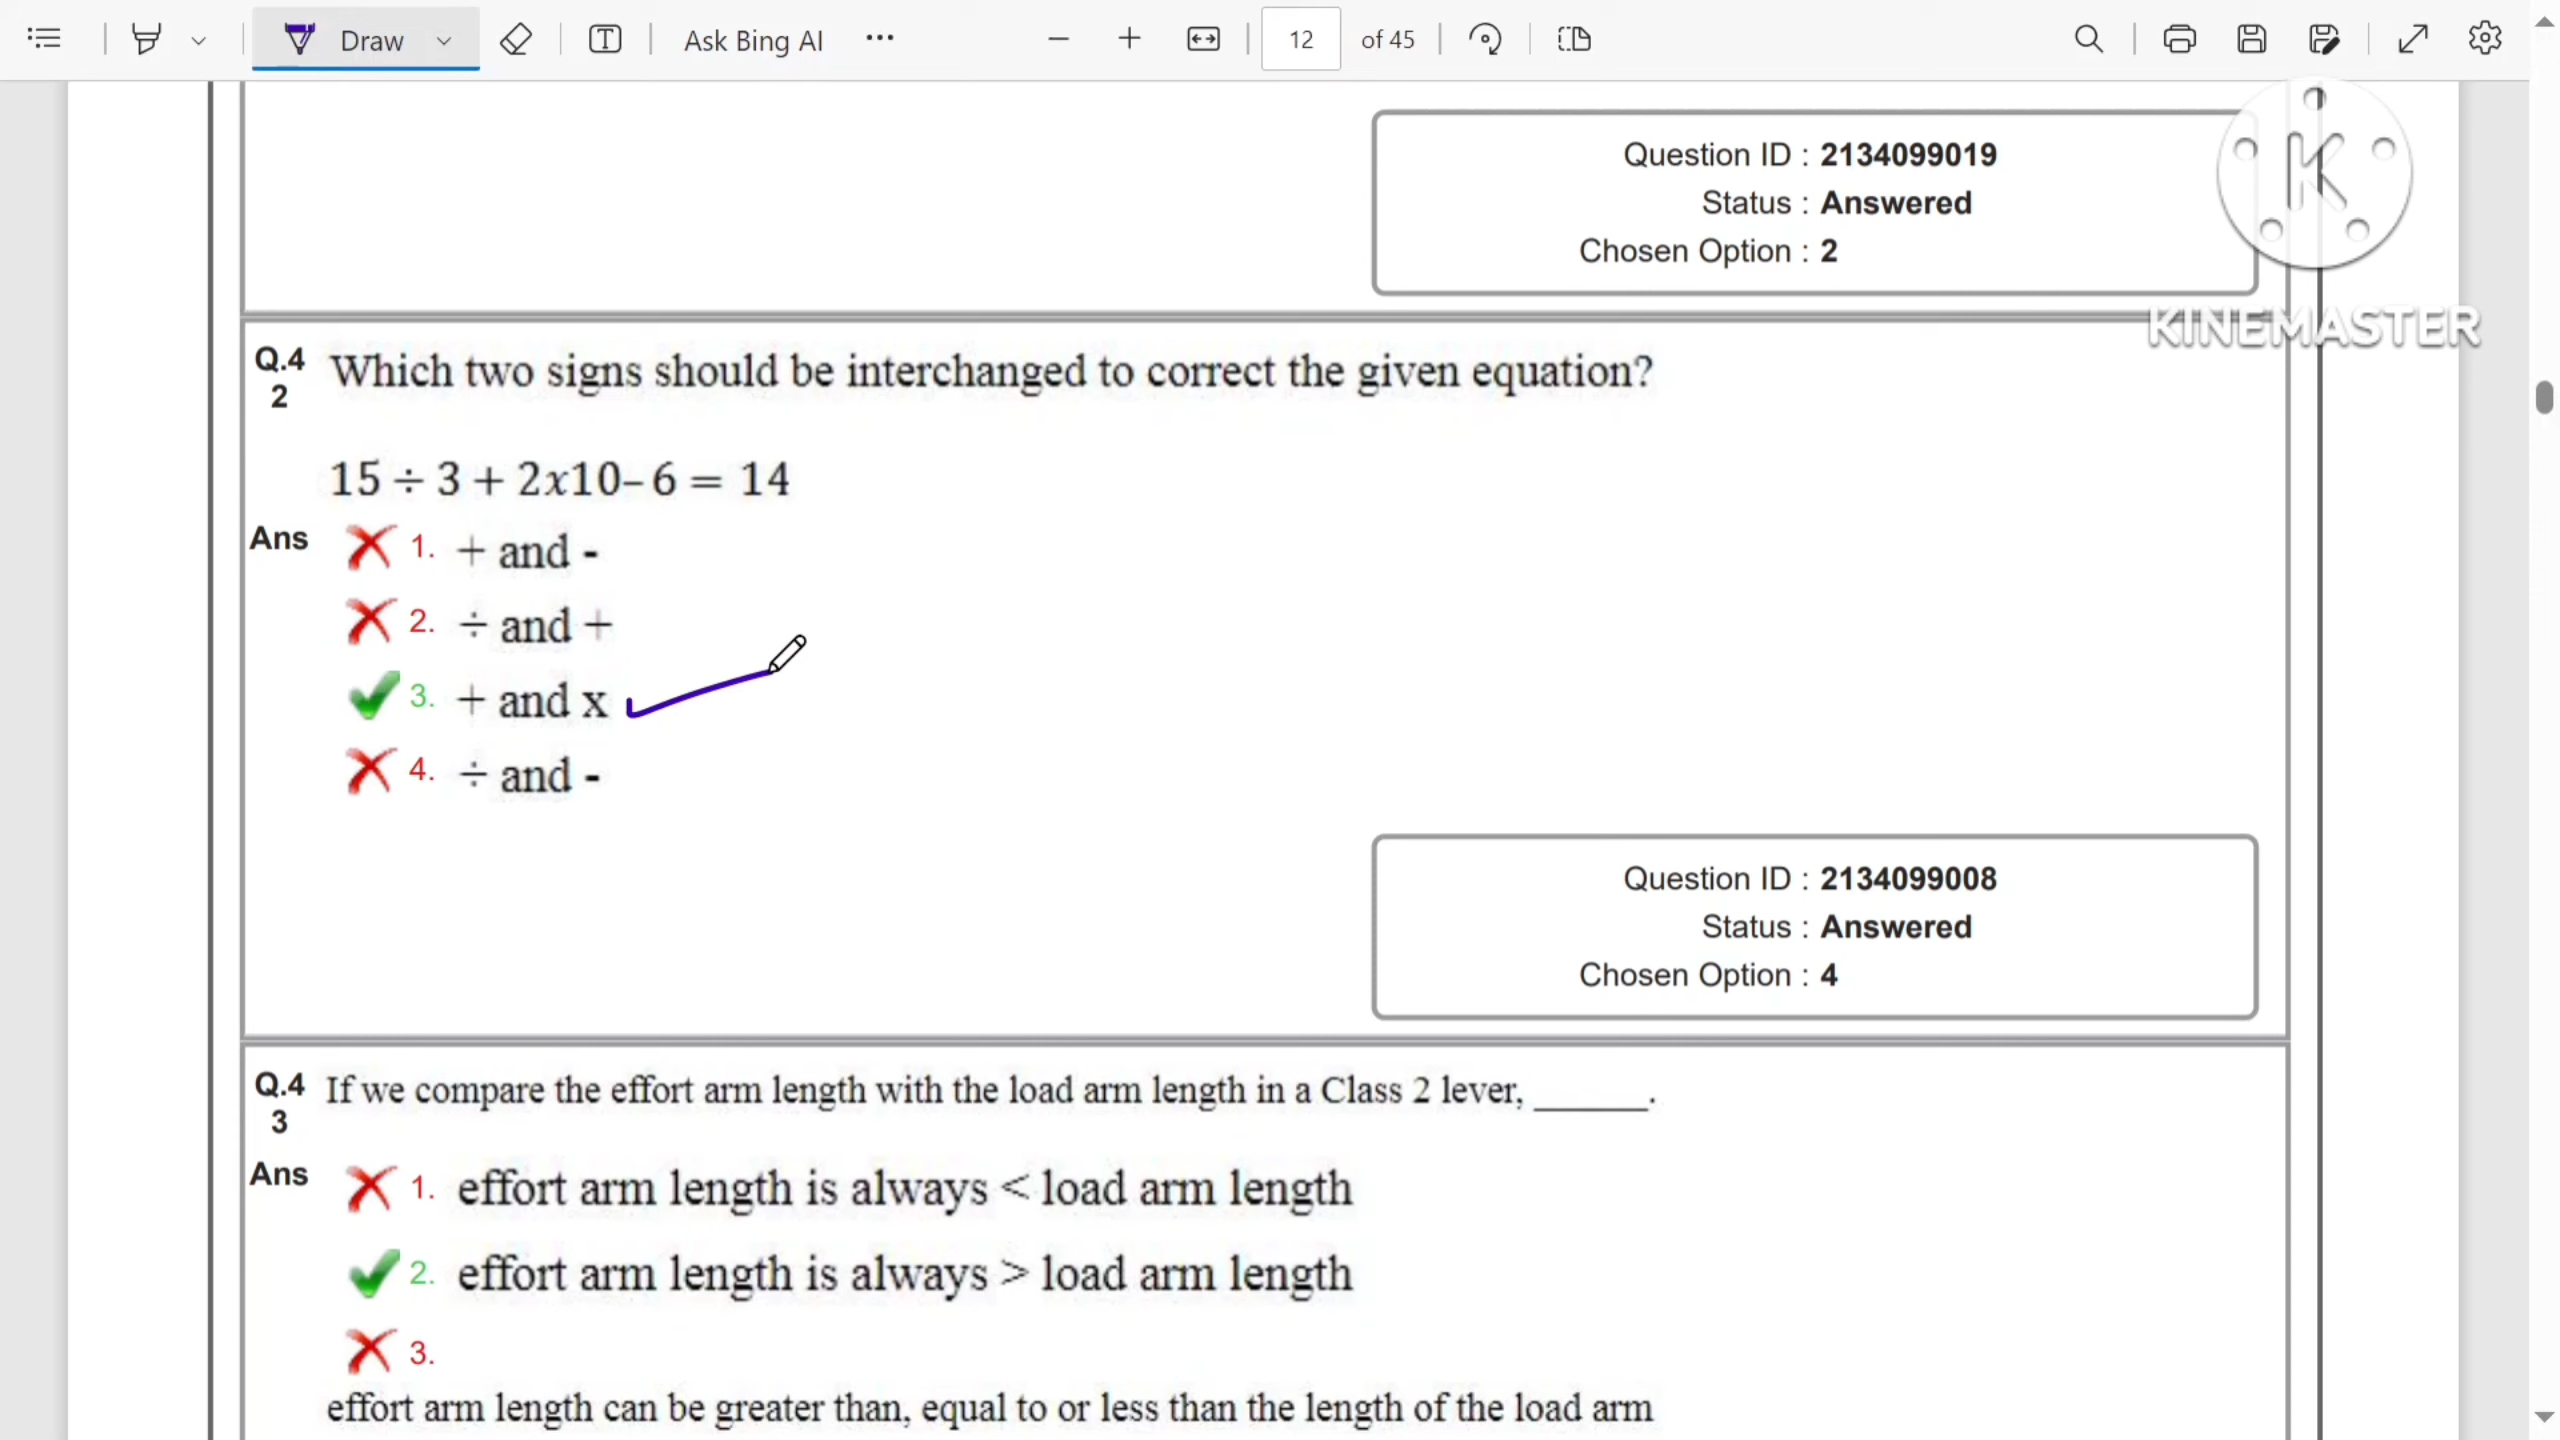 Draw
Ask Bing AI
12 of 45
Question ID : 2134099019
Status : Answered
Chosen Option : 2
K
KINEMASTER
Q.4
2
Which two signs should be interchanged to correct the given equation?
15 ÷ 3 + 2x10– 6 = 14
Ans
1. + and -
2. ÷ and +
3. + and x
4. ÷ and -
Question ID : 2134099008
Status : Answered
Chosen Option : 4
Q.4
3
If we compare the effort arm length with the load arm length in a Class 2 lever, ______.
Ans
1. effort arm length is always < load arm length
2. effort arm length is always > load arm length
3.
effort arm length can be greater than, equal to or less than the length of the load arm